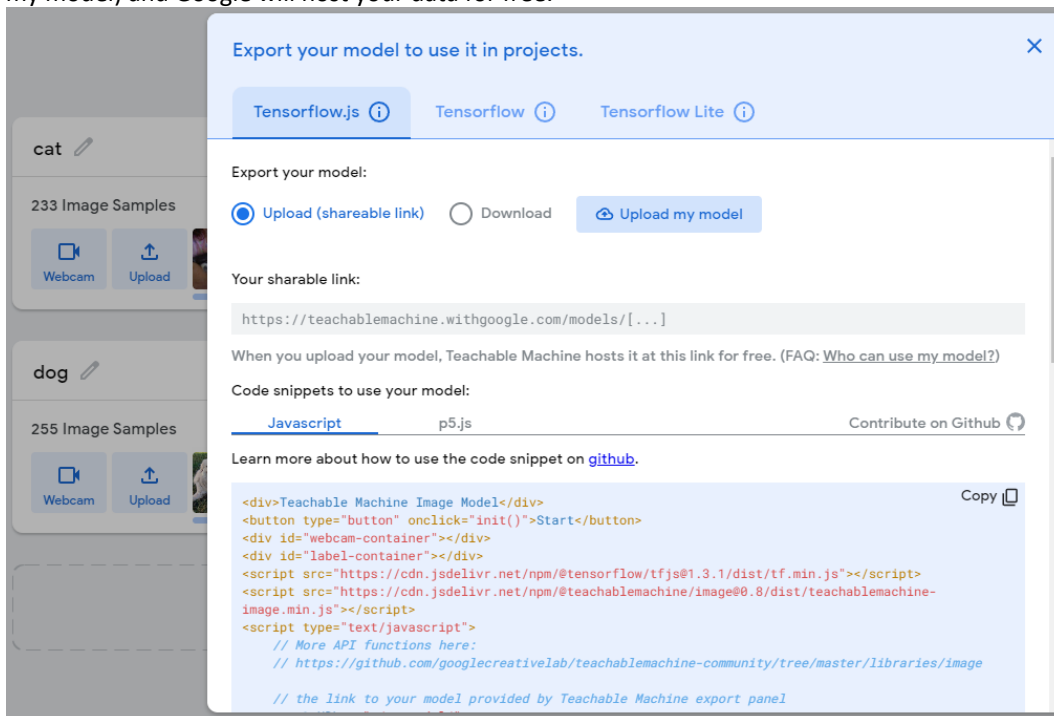 my model, and Google will host your data for free.
Export your model to use it in projects.
Tensorflow.js
Tensorflow
Tensorflow Lite
cat
233 Image Samples
Webcam
Upload
dog
255 Image Samples
Webcam
Upload
Export your model:
Upload (shareable link)
Download
Upload my model
Your sharable link:
https://teachablemachine.withgoogle.com/models/[...]
When you upload your model, Teachable Machine hosts it at this link for free. (FAQ: Who can use my model?)
Code snippets to use your model:
Javascript
p5.js
Contribute on Github
Learn more about how to use the code snippet on github.
Copy
<div>Teachable Machine Image Model</div>
<button type="button" onclick="init()">Start</button>
<div id="webcam-container"></div>
<div id="label-container"></div>
<script src="https://cdn.jsdelivr.net/npm/@tensorflow/tfjs@1.3.1/dist/tf.min.js"></script>
<script src="https://cdn.jsdelivr.net/npm/@teachablemachine/image@0.8/dist/teachablemachine-
image.min.js"></script>
<script type="text/javascript">
// More API functions here:
// https://github.com/googlecreativelab/teachablemachine-community/tree/master/libraries/image
// the link to your model provided by Teachable Machine export panel